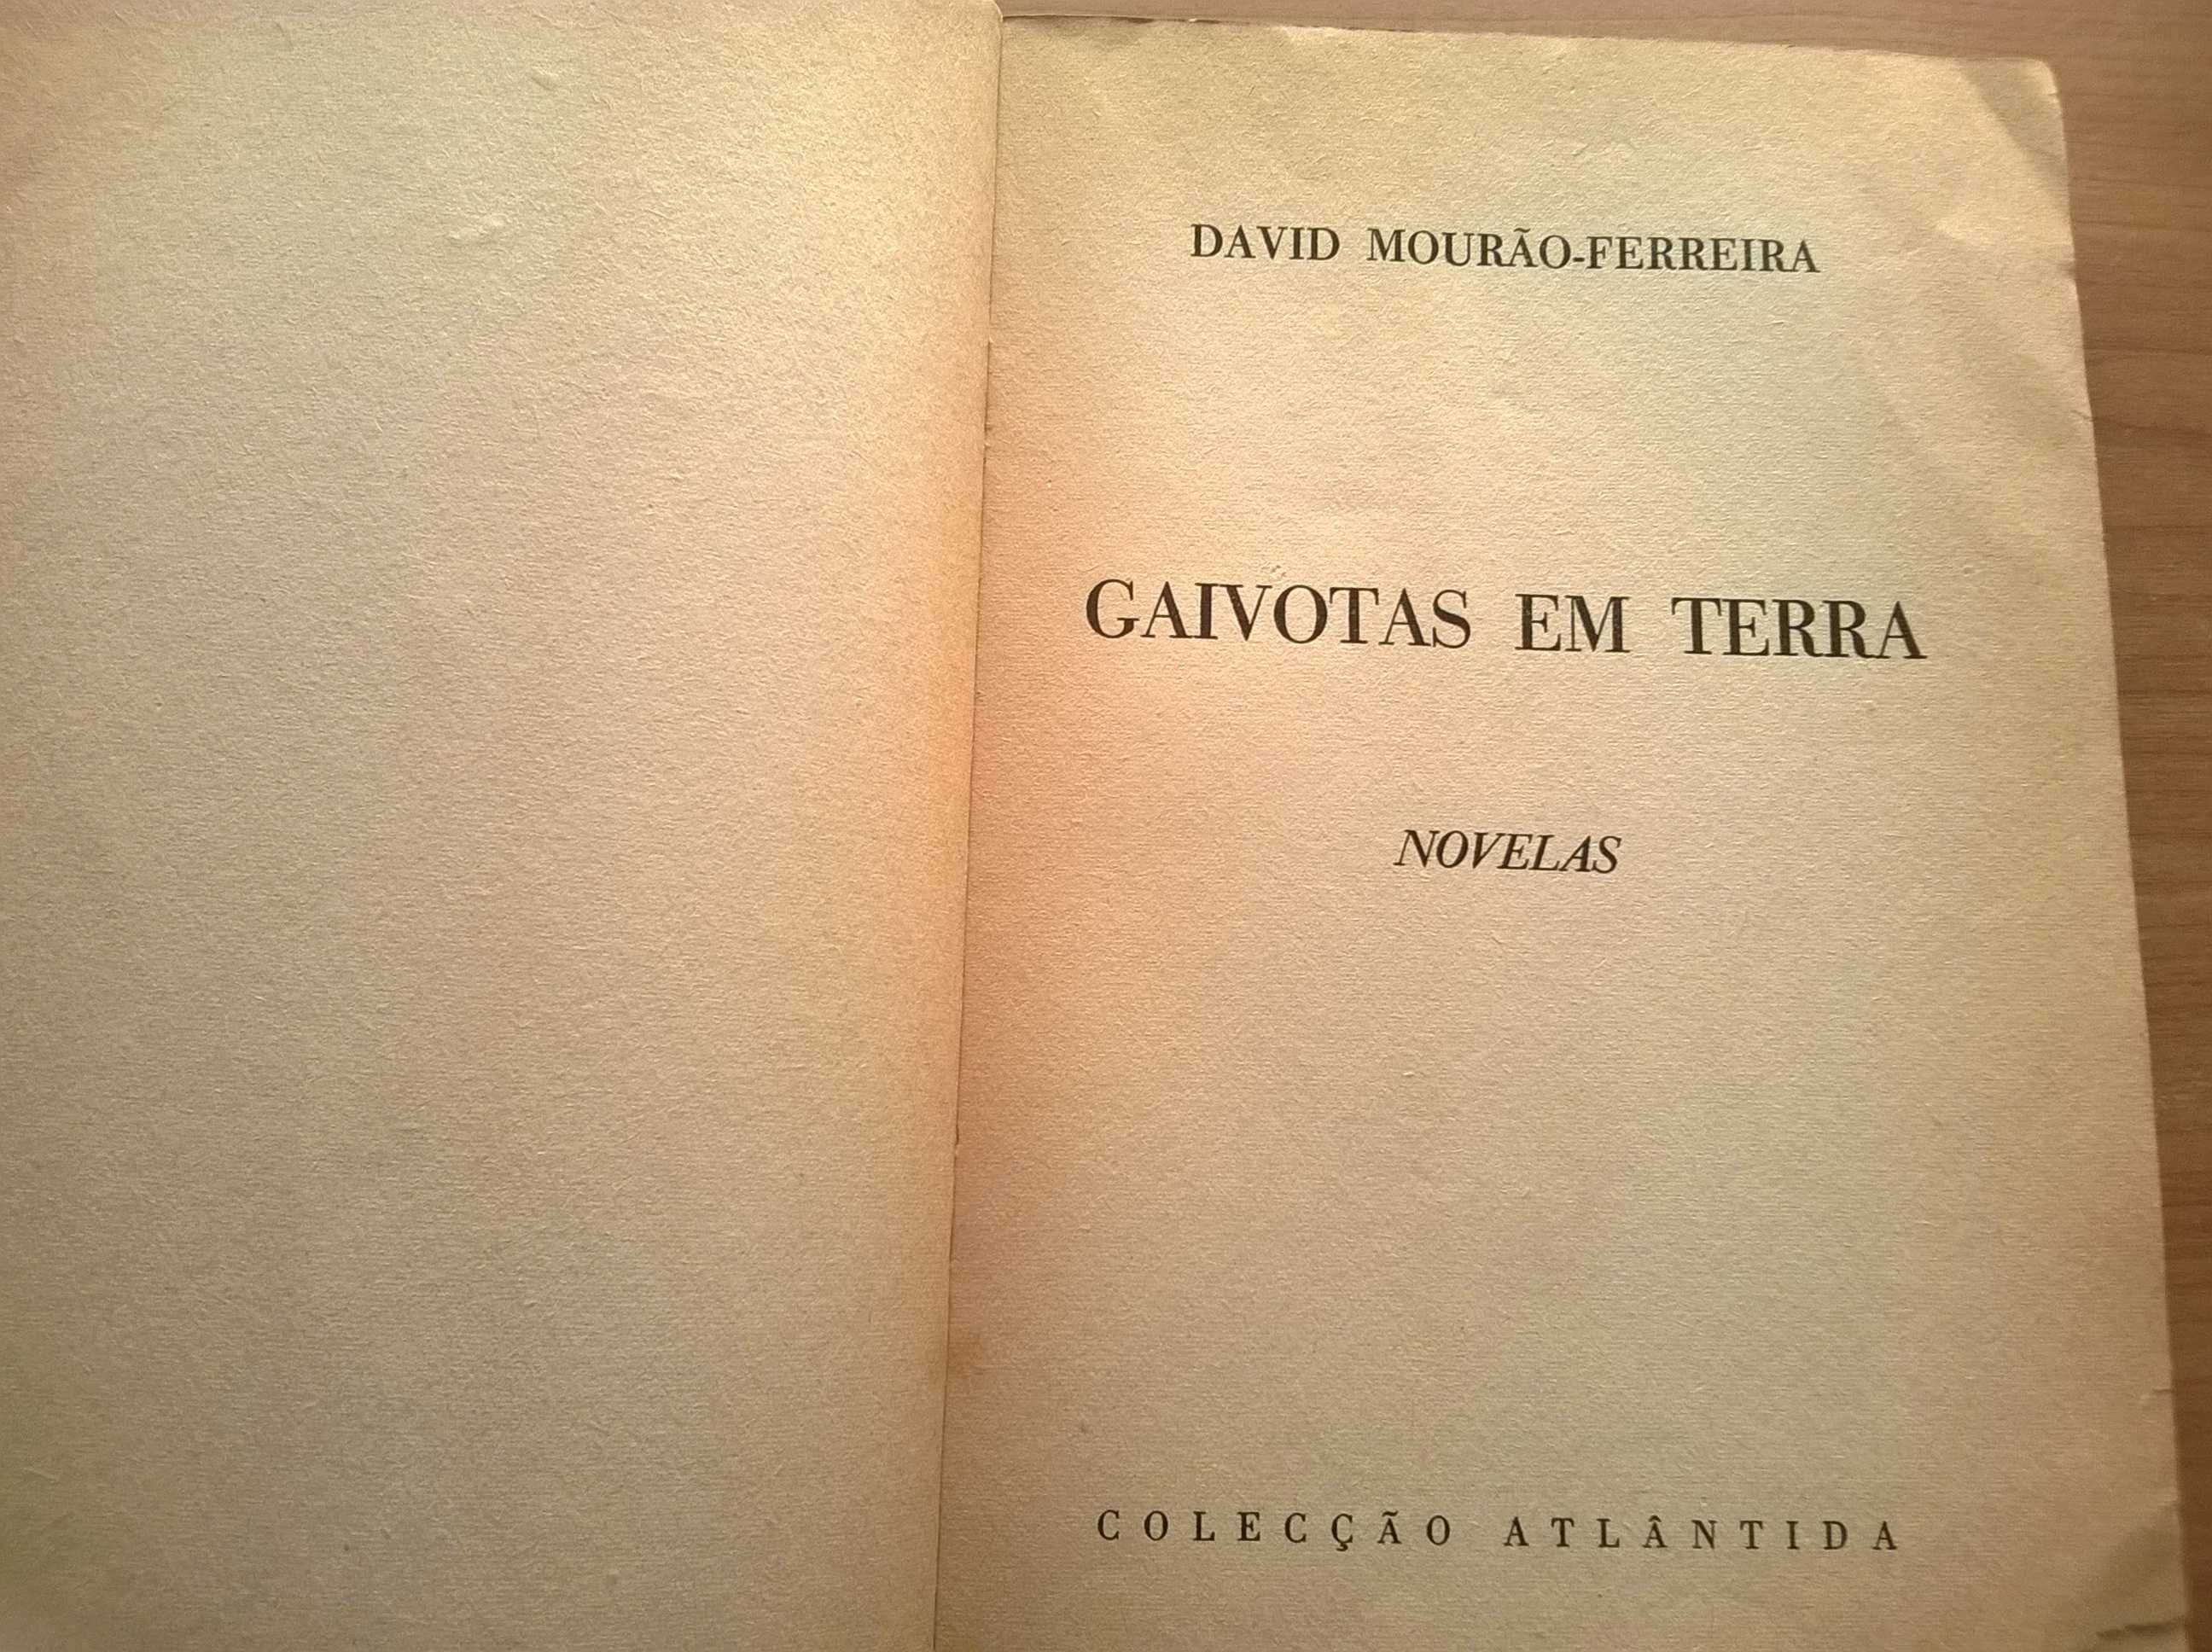 DAVID MOURÃO-FERREIRA
GAIVOTAS EM TERRA
NOVELAS
COLECÇÃO ATLÂNTIDA